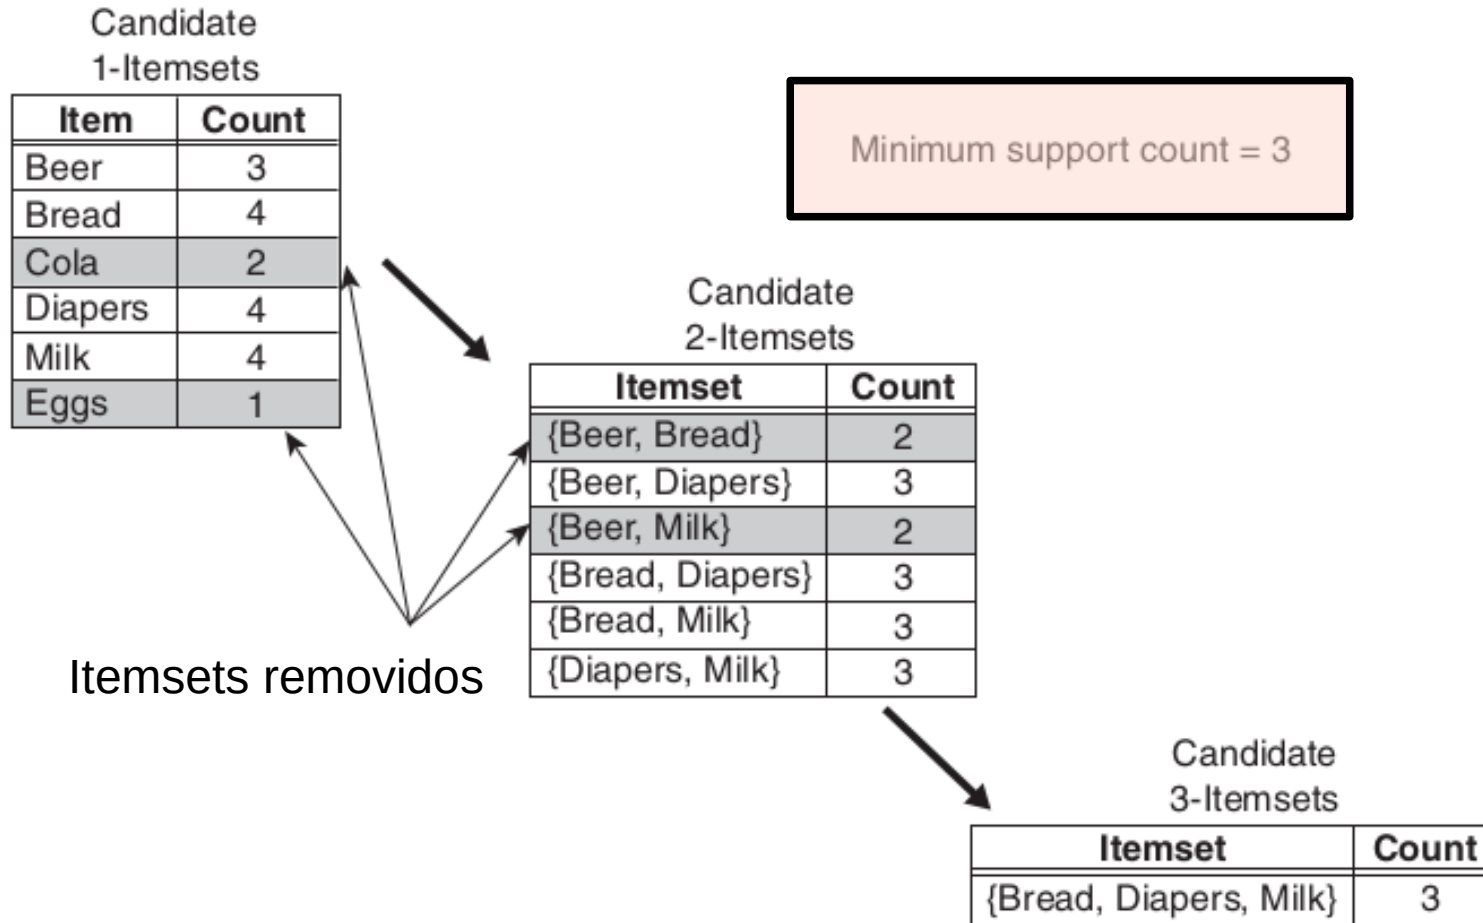 Candidate
1-Itemsets
Item Count
Beer 3
Bread 4
Cola 2
Diapers 4
Milk 4
Eggs 1
Minimum support count = 3
Candidate
2-Itemsets
Itemset Count
{Beer, Bread} 2
{Beer, Diapers} 3
{Beer, Milk} 2
{Bread, Diapers} 3
{Bread, Milk} 3
{Diapers, Milk} 3
Itemsets removidos
Candidate
3-Itemsets
Itemset Count
{Bread, Diapers, Milk} 3